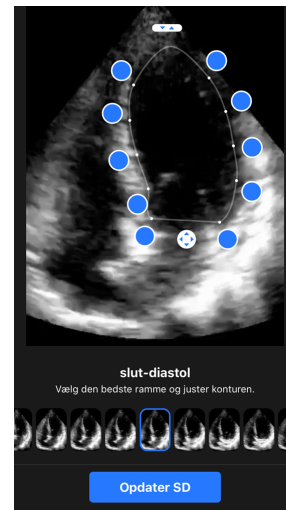 slut-diastol
Vælg den bedste ramme og juster konturen.
Opdater SD